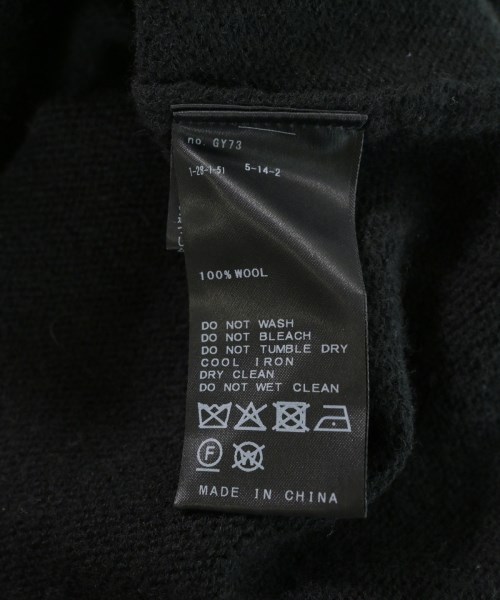 no. GY73
1-28-1-51 5-14-2
100% WOOL
DO NOT WASH
DO NOT BLEACH
DO NOT TUMBLE DRY
COOL IRON
DRY CLEAN
DO NOT WET CLEAN
F W
MADE IN CHINA